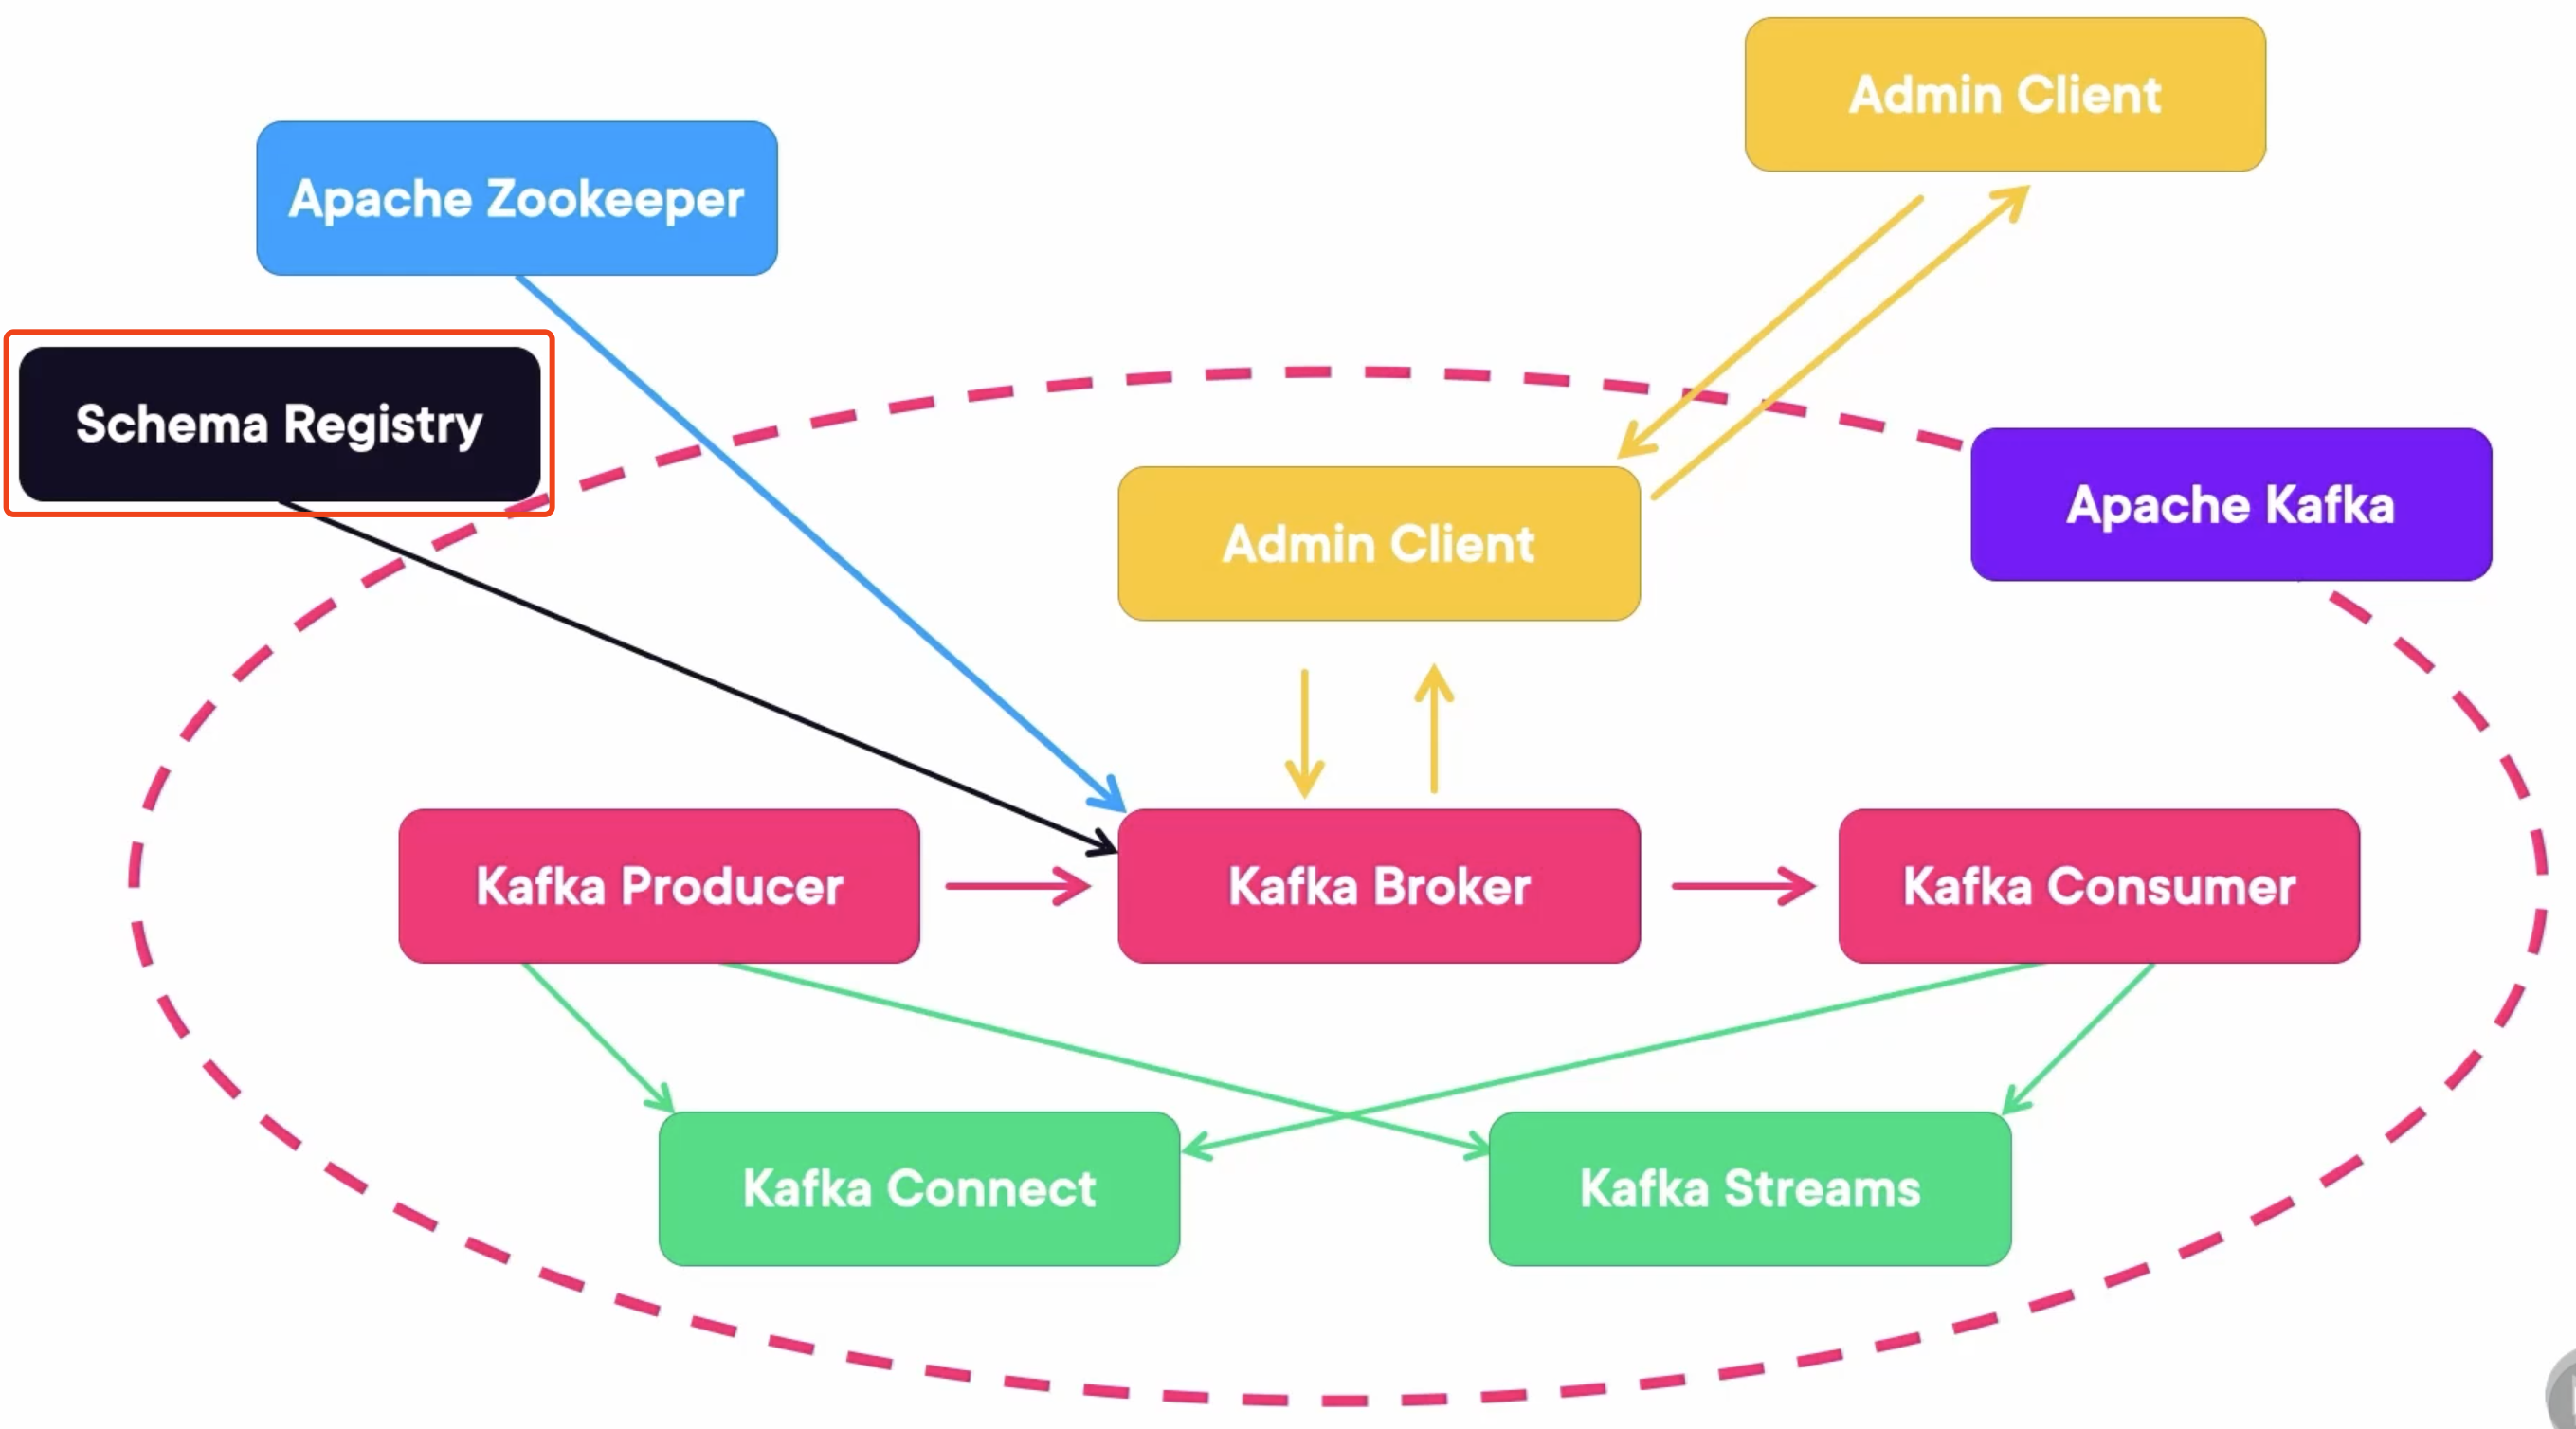 Admin Client
Apache Zookeeper
Schema Registry
Apache Kafka
Admin Client
Kafka Producer
Kafka Broker
Kafka Consumer
Kafka Connect
Kafka Streams